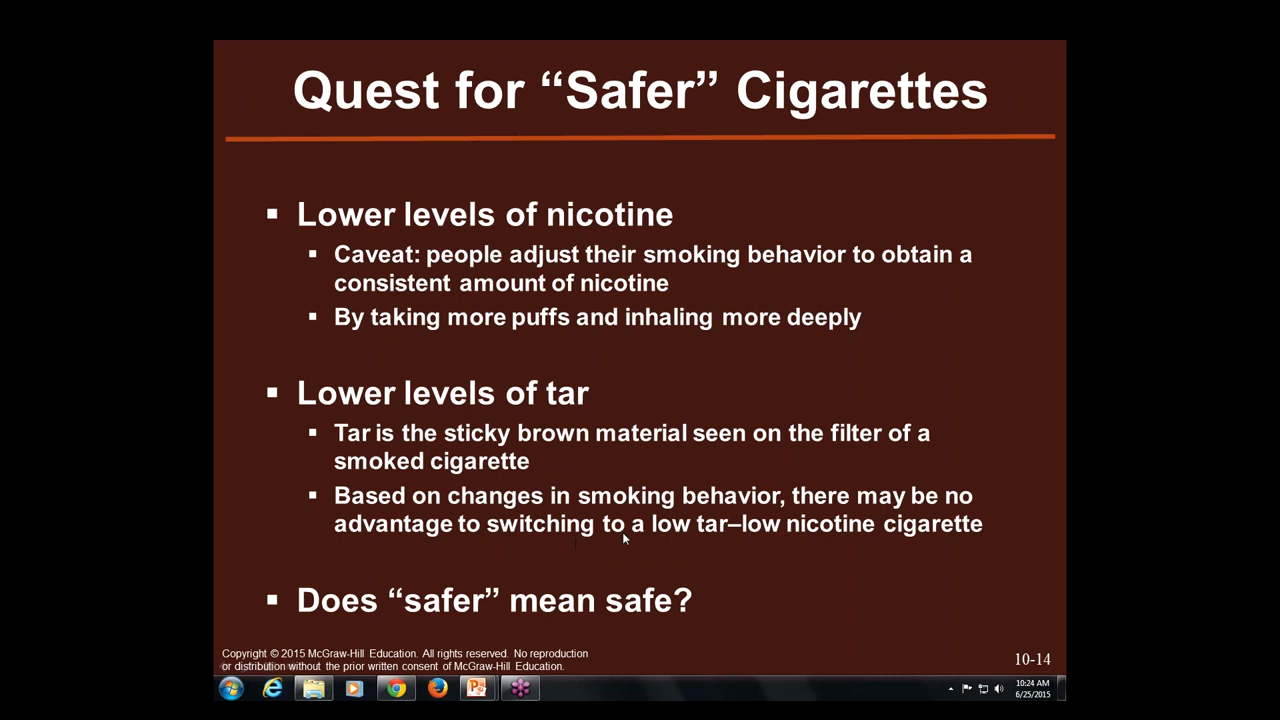 Quest for “Safer” Cigarettes
▪ Lower levels of nicotine
▪ Caveat: people adjust their smoking behavior to obtain a
consistent amount of nicotine
▪ By taking more puffs and inhaling more deeply
▪ Lower levels of tar
▪ Tar is the sticky brown material seen on the filter of a
smoked cigarette
▪ Based on changes in smoking behavior, there may be no
advantage to switching to a low tar–low nicotine cigarette
▪ Does “safer” mean safe?
Copyright © 2015 McGraw-Hill Education. All rights reserved. No reproduction
or distribution without the prior written consent of McGraw-Hill Education.
10-14
10:24 AM
6/25/2015